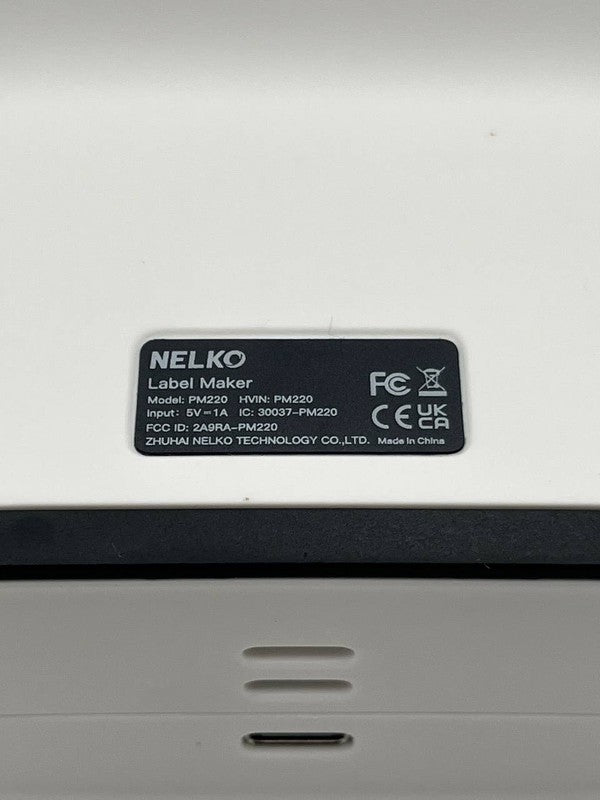 NELKO
Label Maker
Model: PM220 HVIN: PM220
Input: 5V⎓1A IC: 30037-PM220
FCC ID: 2A9RA-PM220
ZHUHAI NELKO TECHNOLOGY CO.,LTD. Made in China
FC
CE UK
CA